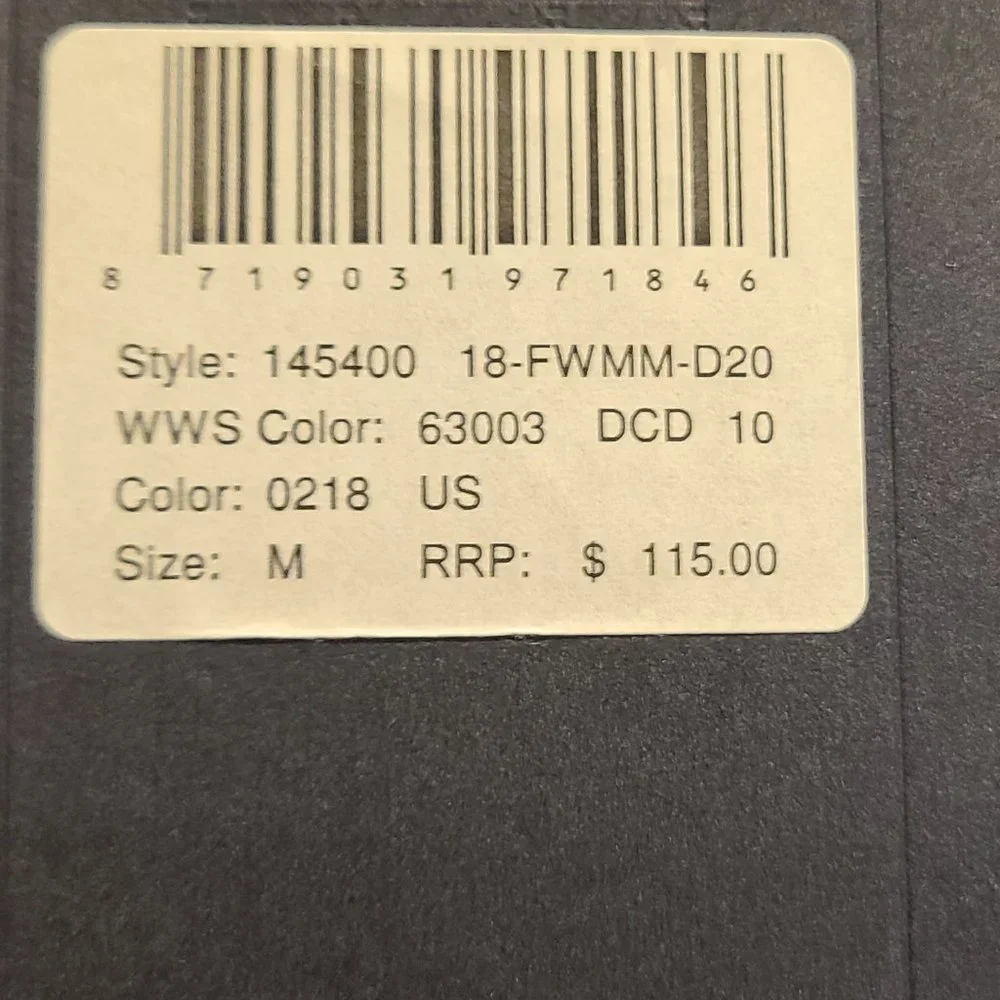 8 719031 971846
Style: 145400 18-FWMM-D20
WWS Color: 63003 DCD 10
Color: 0218 US
Size: M RRP: $ 115.00